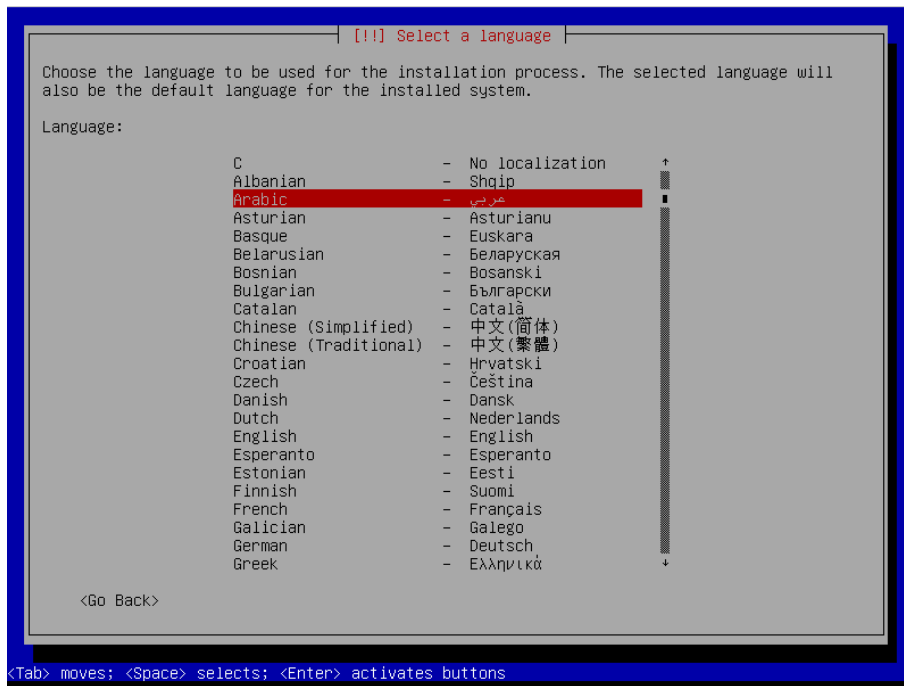 [!!] Select a language
Choose the language to be used for the installation process. The selected language will
also be the default language for the installed system.
Language:
C - No localization ↑
Albanian - Shqip
Arabic - عربي
Asturian - Asturianu
Basque - Euskara
Belarusian - Беларуская
Bosnian - Bosanski
Bulgarian - Български
Catalan - Català
Chinese (Simplified) - 中文(简体)
Chinese (Traditional) - 中文(繁體)
Croatian - Hrvatski
Czech - Čeština
Danish - Dansk
Dutch - Nederlands
English - English
Esperanto - Esperanto
Estonian - Eesti
Finnish - Suomi
French - Français
Galician - Galego
German - Deutsch
Greek - Ελληνικά ↓
<Go Back>
<Tab> moves; <Space> selects; <Enter> activates buttons